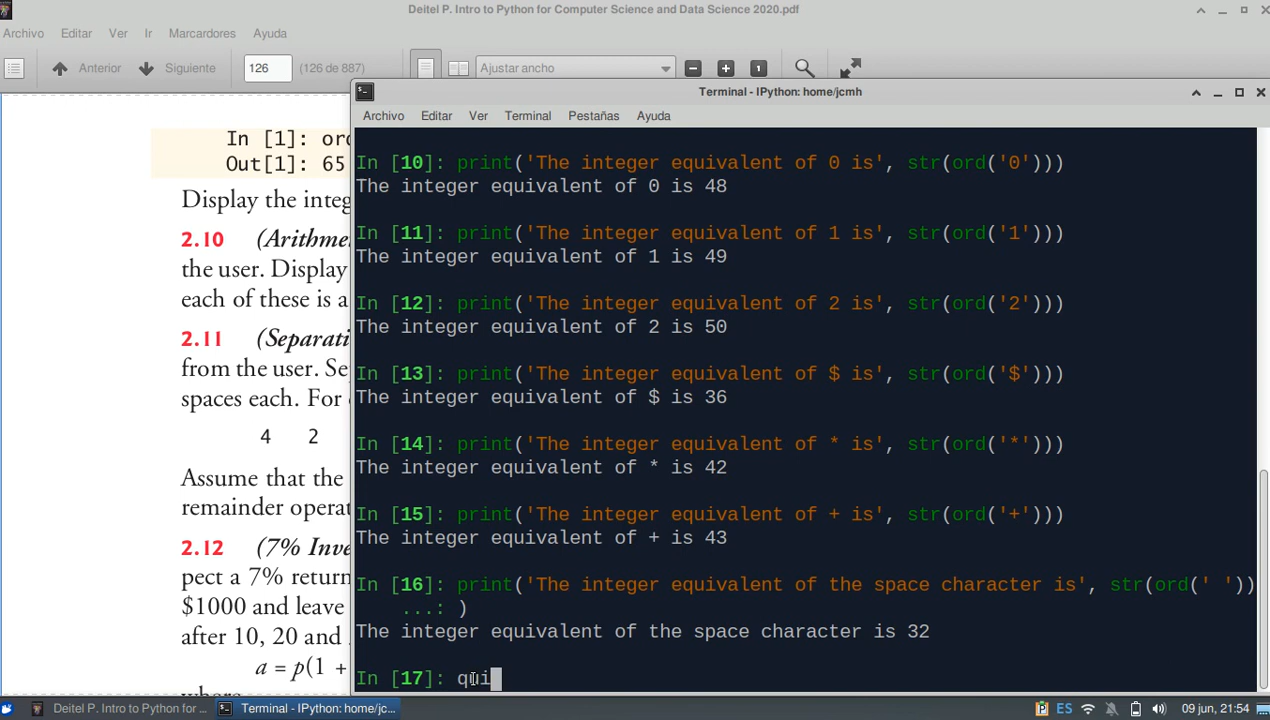 Deitel P. Intro to Python for Computer Science and Data Science 2020.pdf
Archivo Editar Ver Ir Marcadores Ayuda
Anterior Siguiente 126 (126 de 887) Ajustar ancho
Terminal - IPython: home/jcmh
Archivo Editar Ver Terminal Pestañas Ayuda
In [1]: ord
Out[1]: 65
Display the integ
2.10 (Arithme
the user. Display
each of these is a
2.11 (Separati
from the user. Se
spaces each. For
4 2
Assume that the
remainder operat
2.12 (7% Inve
pect a 7% return
$1000 and leave
after 10, 20 and
a = p(1 +
where
In [10]: print('The integer equivalent of 0 is', str(ord('0')))
The integer equivalent of 0 is 48
In [11]: print('The integer equivalent of 1 is', str(ord('1')))
The integer equivalent of 1 is 49
In [12]: print('The integer equivalent of 2 is', str(ord('2')))
The integer equivalent of 2 is 50
In [13]: print('The integer equivalent of $ is', str(ord('$')))
The integer equivalent of $ is 36
In [14]: print('The integer equivalent of * is', str(ord('*')))
The integer equivalent of * is 42
In [15]: print('The integer equivalent of + is', str(ord('+')))
The integer equivalent of + is 43
In [16]: print('The integer equivalent of the space character is', str(ord(' '))
...: )
The integer equivalent of the space character is 32
In [17]: qui
Deitel P. Intro to Python for ... Terminal - IPython: home/jc... ES 09 jun, 21:54